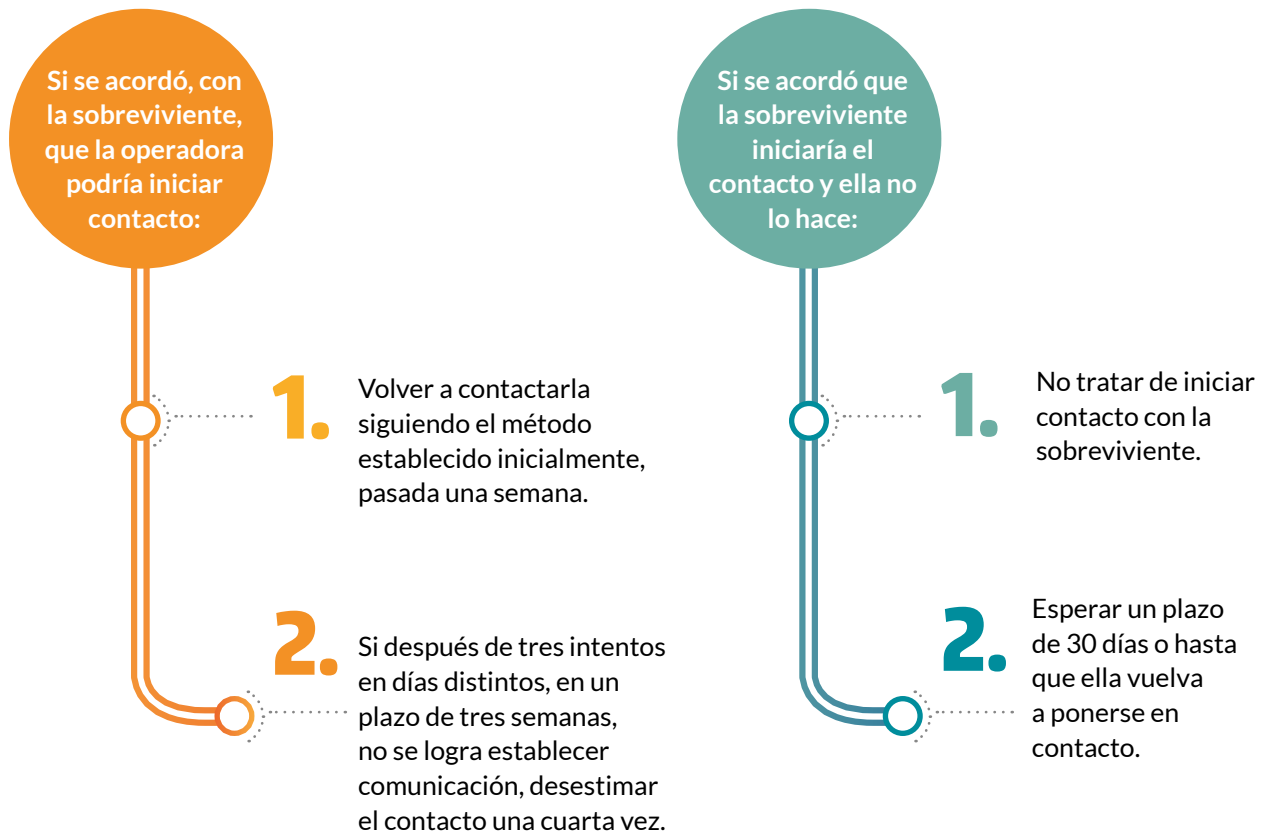 Si se acordó, con
la sobreviviente,
que la operadora
podría iniciar
contacto:
1.
Volver a contactarla
siguiendo el método
establecido inicialmente,
pasada una semana.
2.
Si después de tres intentos
en días distintos, en un
plazo de tres semanas,
no se logra establecer
comunicación, desestimar
el contacto una cuarta vez.
Si se acordó que
la sobreviviente
iniciaría el
contacto y ella no
lo hace:
1.
No tratar de iniciar
contacto con la
sobreviviente.
2.
Esperar un plazo
de 30 días o hasta
que ella vuelva
a ponerse en
contacto.